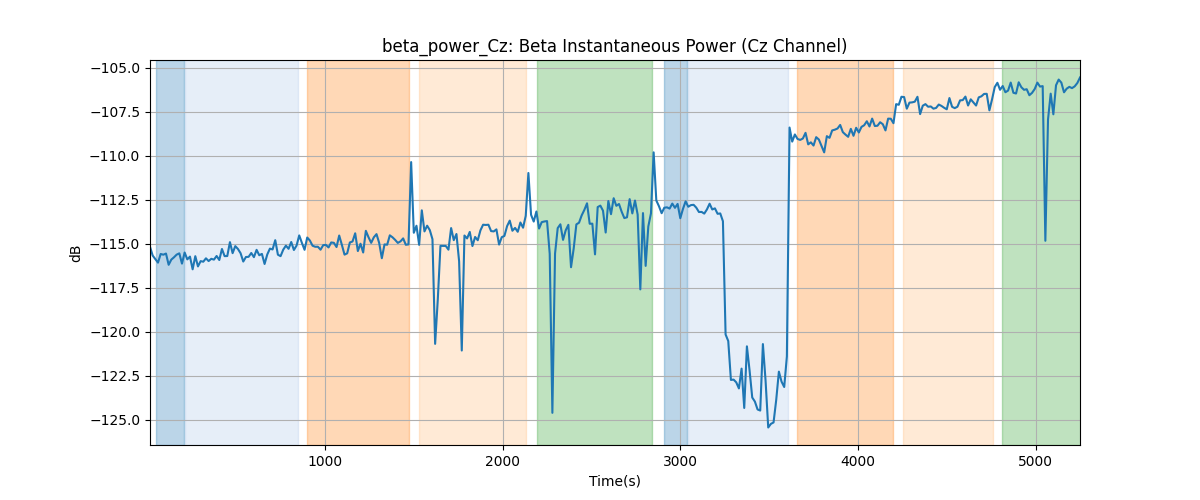 beta_power_Cz: Beta Instantaneous Power (Cz Channel)
dB
−105.0
−107.5
−110.0
−112.5
−115.0
−117.5
−120.0
−122.5
−125.0
1000 2000 3000 4000 5000
Time(s)